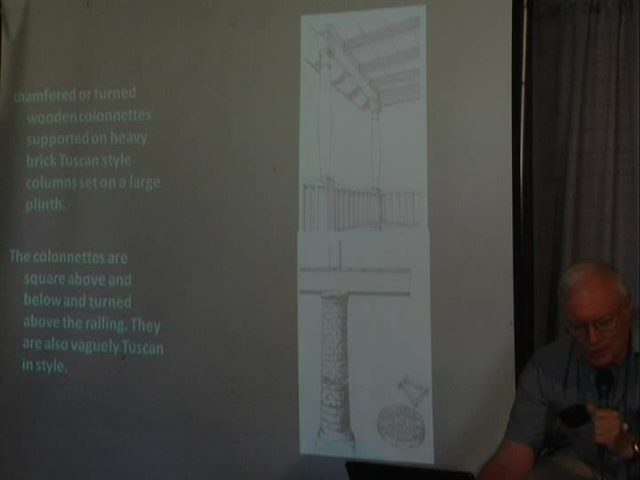 chamfered or turned
wooden colonnettes
supported on heavy
brick Tuscan style
columns set on a large
plinth.
The colonnettes are
square above and
below and turned
above the railing. They
are also vaguely Tuscan
in style.